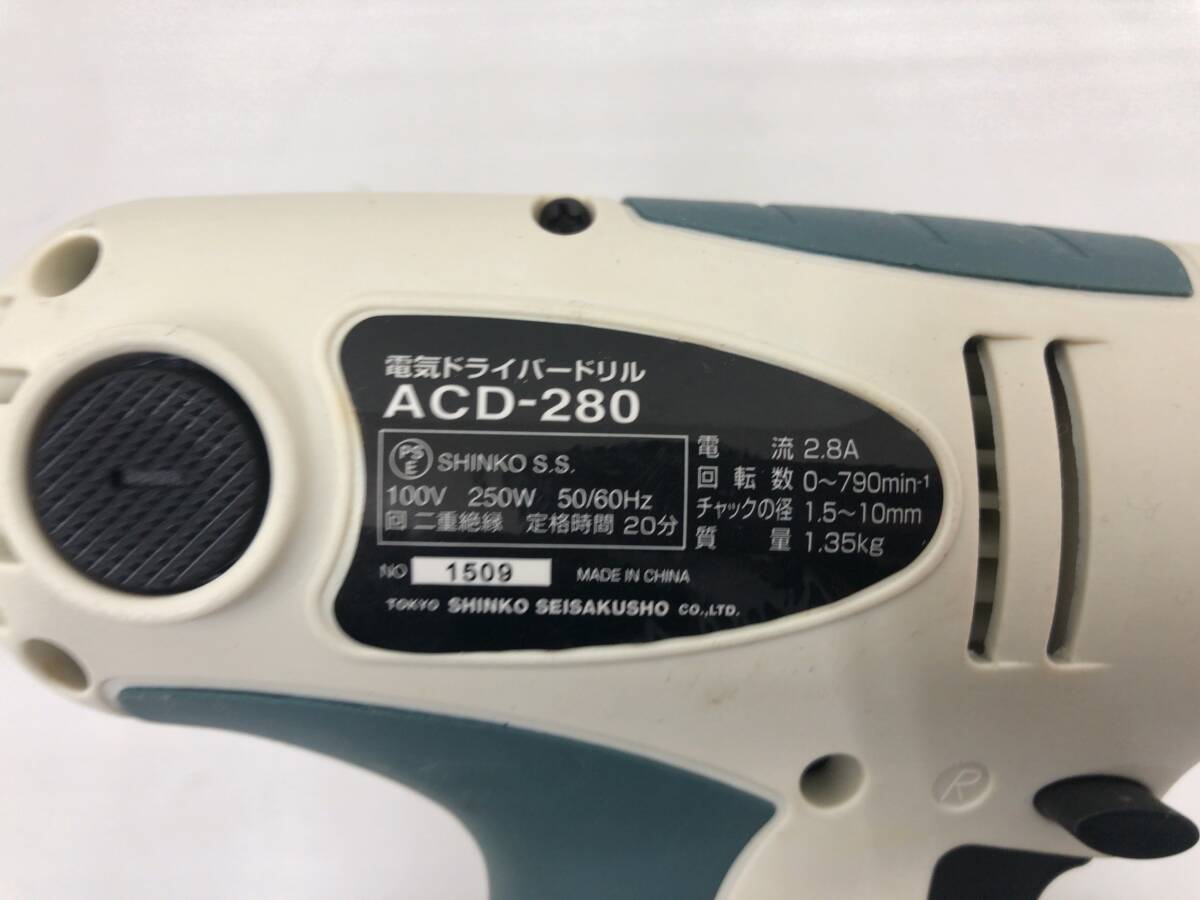 電気ドライバードリル
ACD-280
PSE SHINKO S.S.
100V 250W 50/60Hz
回 二重絶縁 定格時間 20分
電流 2.8A
回転数 0～790min-1
チャックの径 1.5～10mm
質量 1.35kg
NO 1509 MADE IN CHINA
TOKYO SHINKO SEISAKUSHO CO.,LTD.
R